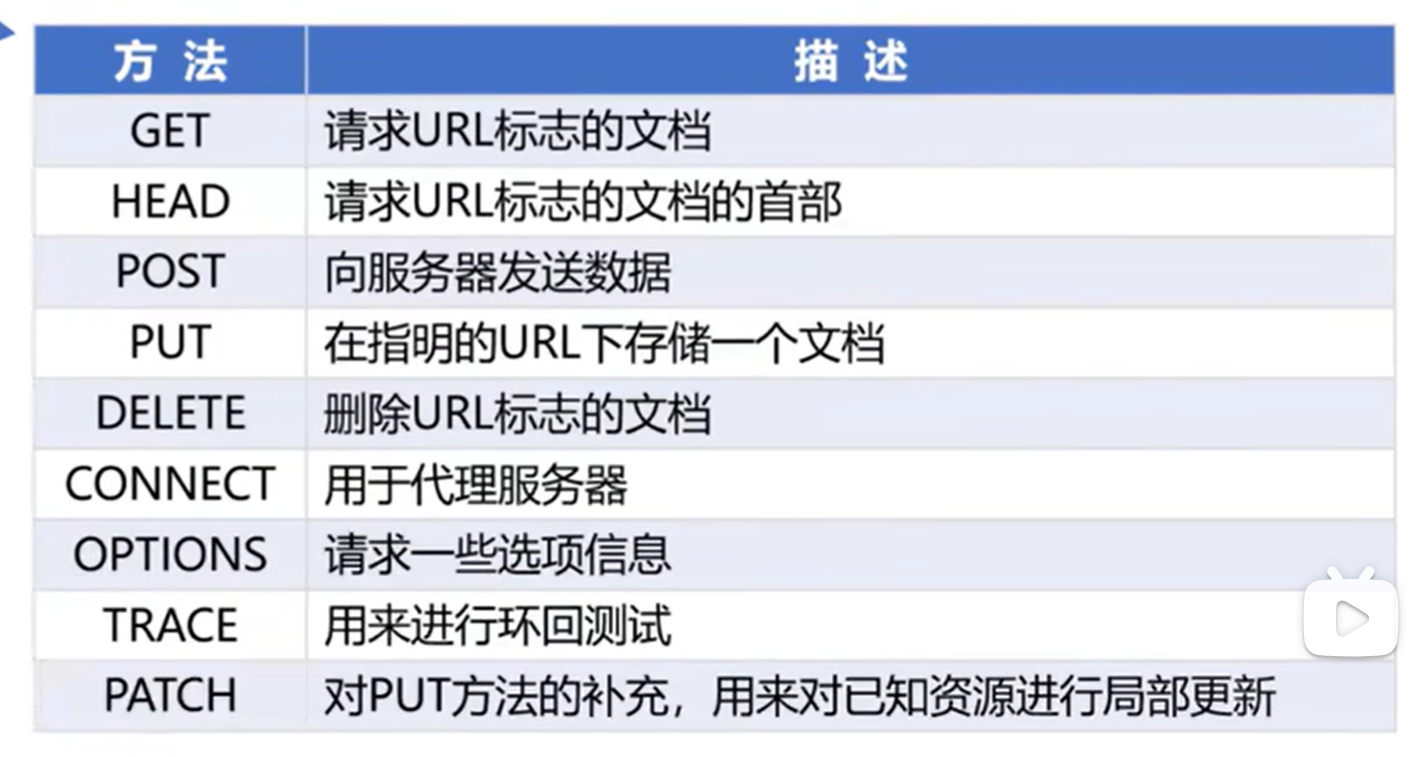 方 法 描 述
GET 请求URL标志的文档
HEAD 请求URL标志的文档的首部
POST 向服务器发送数据
PUT 在指明的URL下存储一个文档
DELETE 删除URL标志的文档
CONNECT 用于代理服务器
OPTIONS 请求一些选项信息
TRACE 用来进行环回测试
PATCH 对PUT方法的补充，用来对已知资源进行局部更新